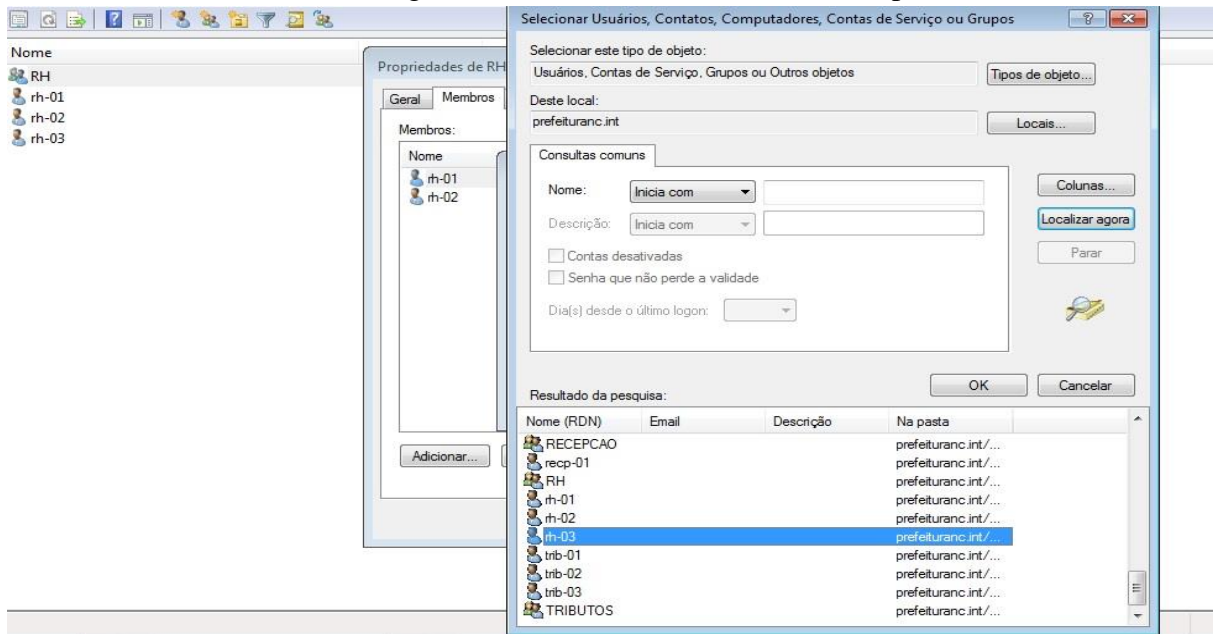 Nome
RH
rh-01
rh-02
rh-03
Propriedades de RH
Geral Membros
Membros:
Nome
rh-01
rh-02
Adicionar...
Selecionar Usuários, Contatos, Computadores, Contas de Serviço ou Grupos
Selecionar este tipo de objeto:
Usuários, Contas de Serviço, Grupos ou Outros objetos Tipos de objeto...
Deste local:
prefeituranc.int Locais...
Consultas comuns
Nome: Inicia com
Colunas...
Descrição: Inicia com
Localizar agora
Contas desativadas
Parar
Senha que não perde a validade
Dia(s) desde o último logon:
OK Cancelar
Resultado da pesquisa:
Nome (RDN) Email Descrição Na pasta
RECEPCAO prefeituranc.int/...
recp-01 prefeituranc.int/...
RH prefeituranc.int/...
rh-01 prefeituranc.int/...
rh-02 prefeituranc.int/...
rh-03 prefeituranc.int/...
trib-01 prefeituranc.int/...
trib-02 prefeituranc.int/...
trib-03 prefeituranc.int/...
TRIBUTOS prefeituranc.int/...